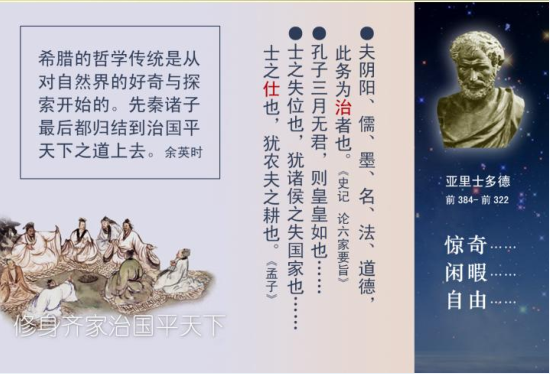 希腊的哲学传统是从
对自然界的好奇与探
索开始的。先秦诸子
最后都归结到治国平
天下之道上去。 余英时
●夫阴阳、儒、墨、名、法、道德，
此务为治者也。《史记 论六家要旨》
●孔子三月无君，则皇皇如也……
●士之失位也，犹诸侯之失国家也……
士之仕也，犹农夫之耕也。《孟子》
修身齐家治国平天下
亚里士多德
前 384- 前 322
惊奇……
闲暇……
自由……